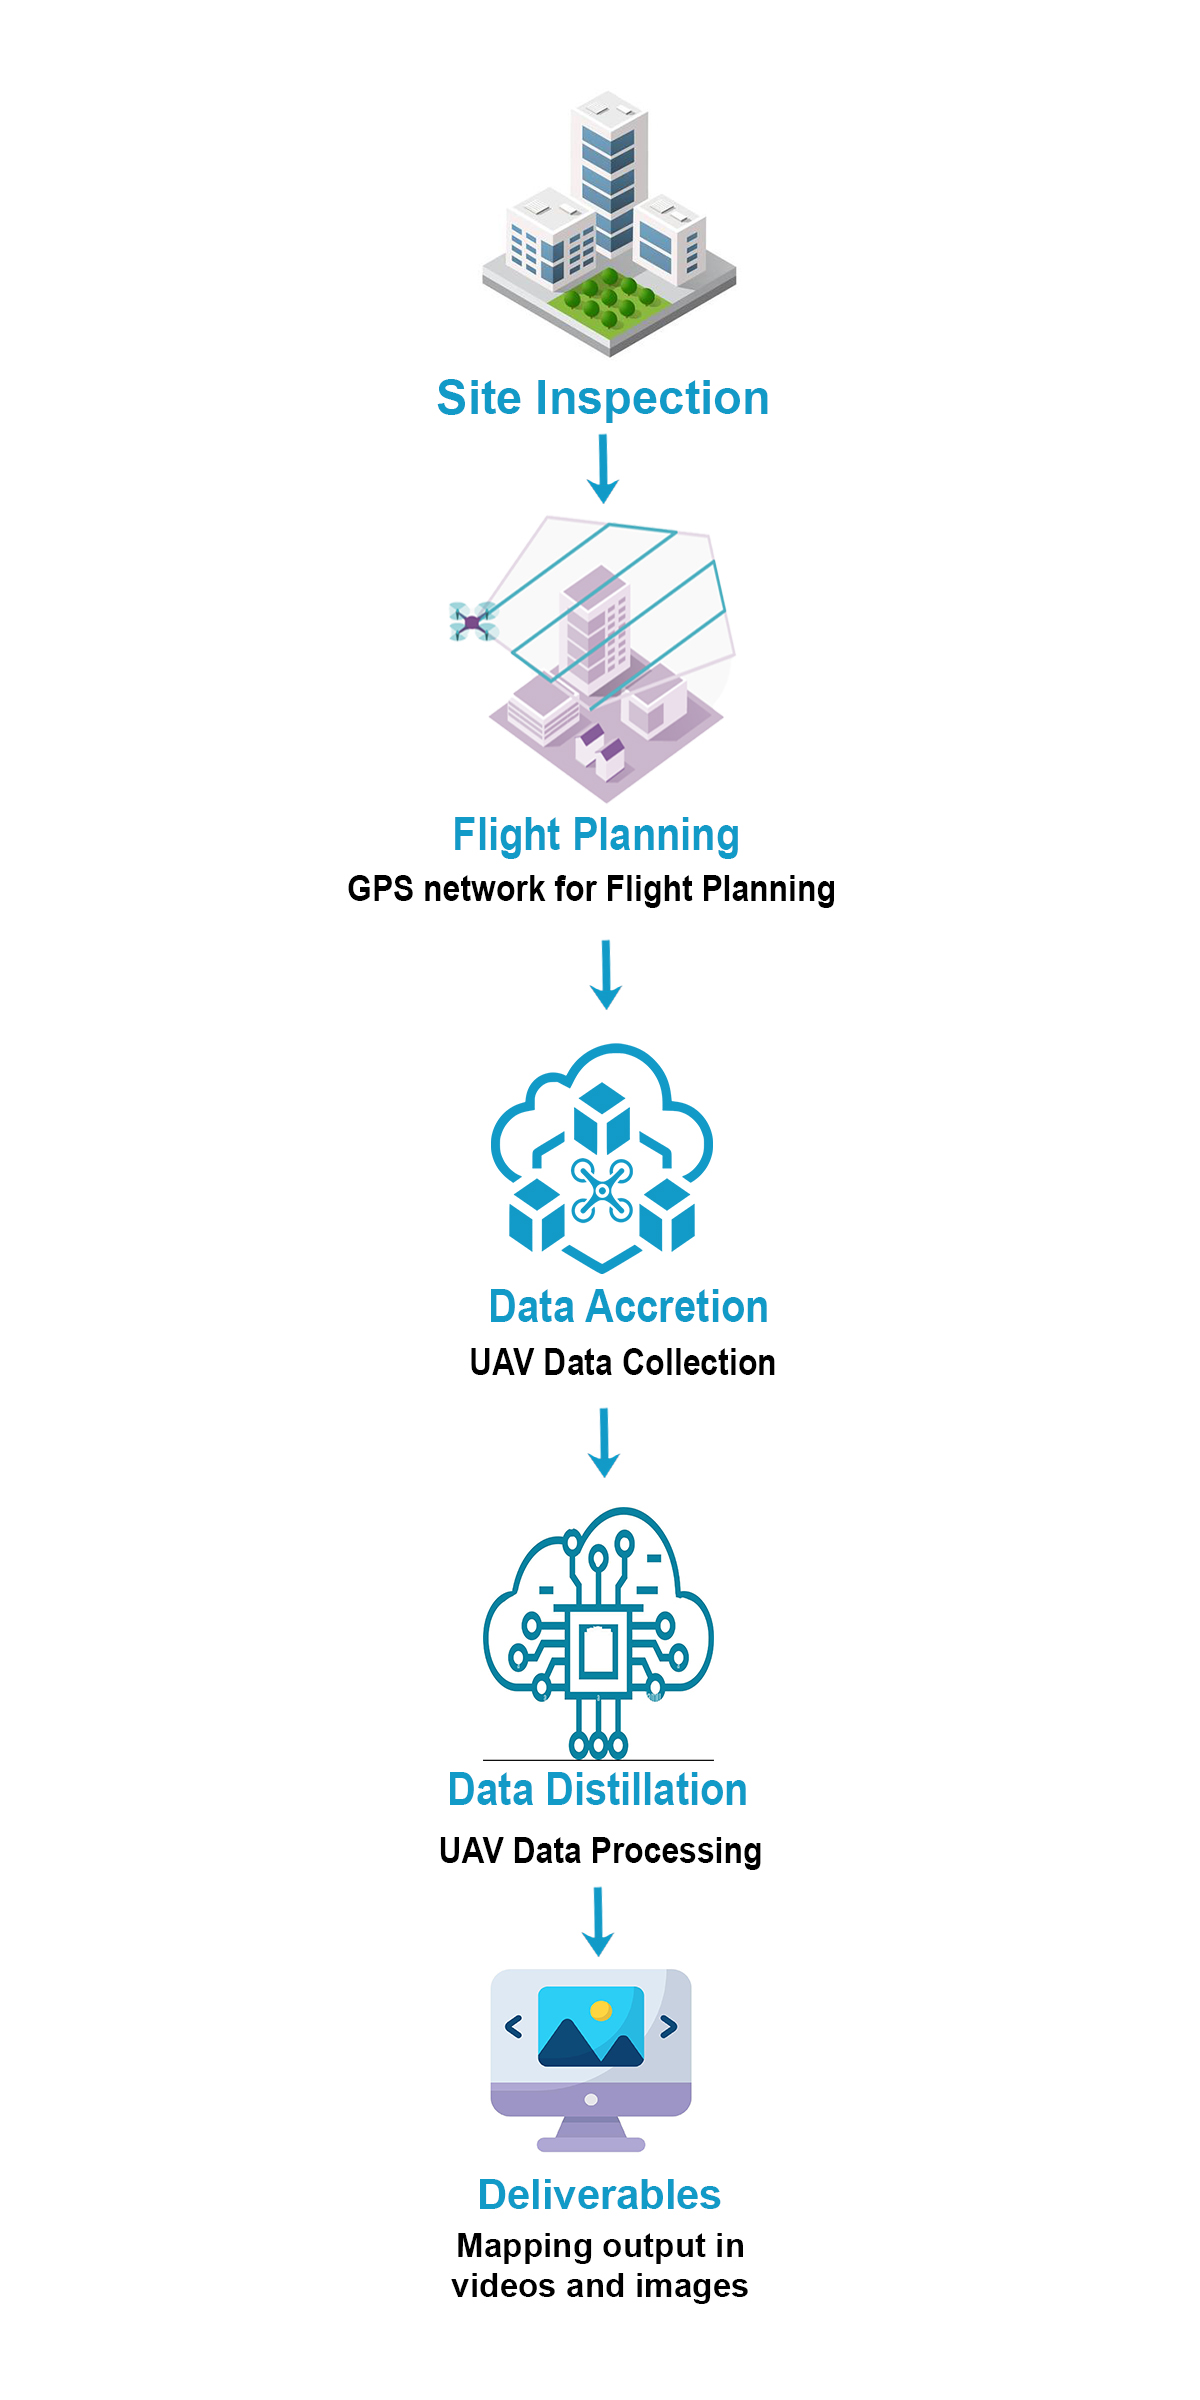 Site Inspection
Flight Planning
GPS network for Flight Planning
Data Accretion
UAV Data Collection
Data Distillation
UAV Data Processing
< >
Deliverables
Mapping output in
videos and images